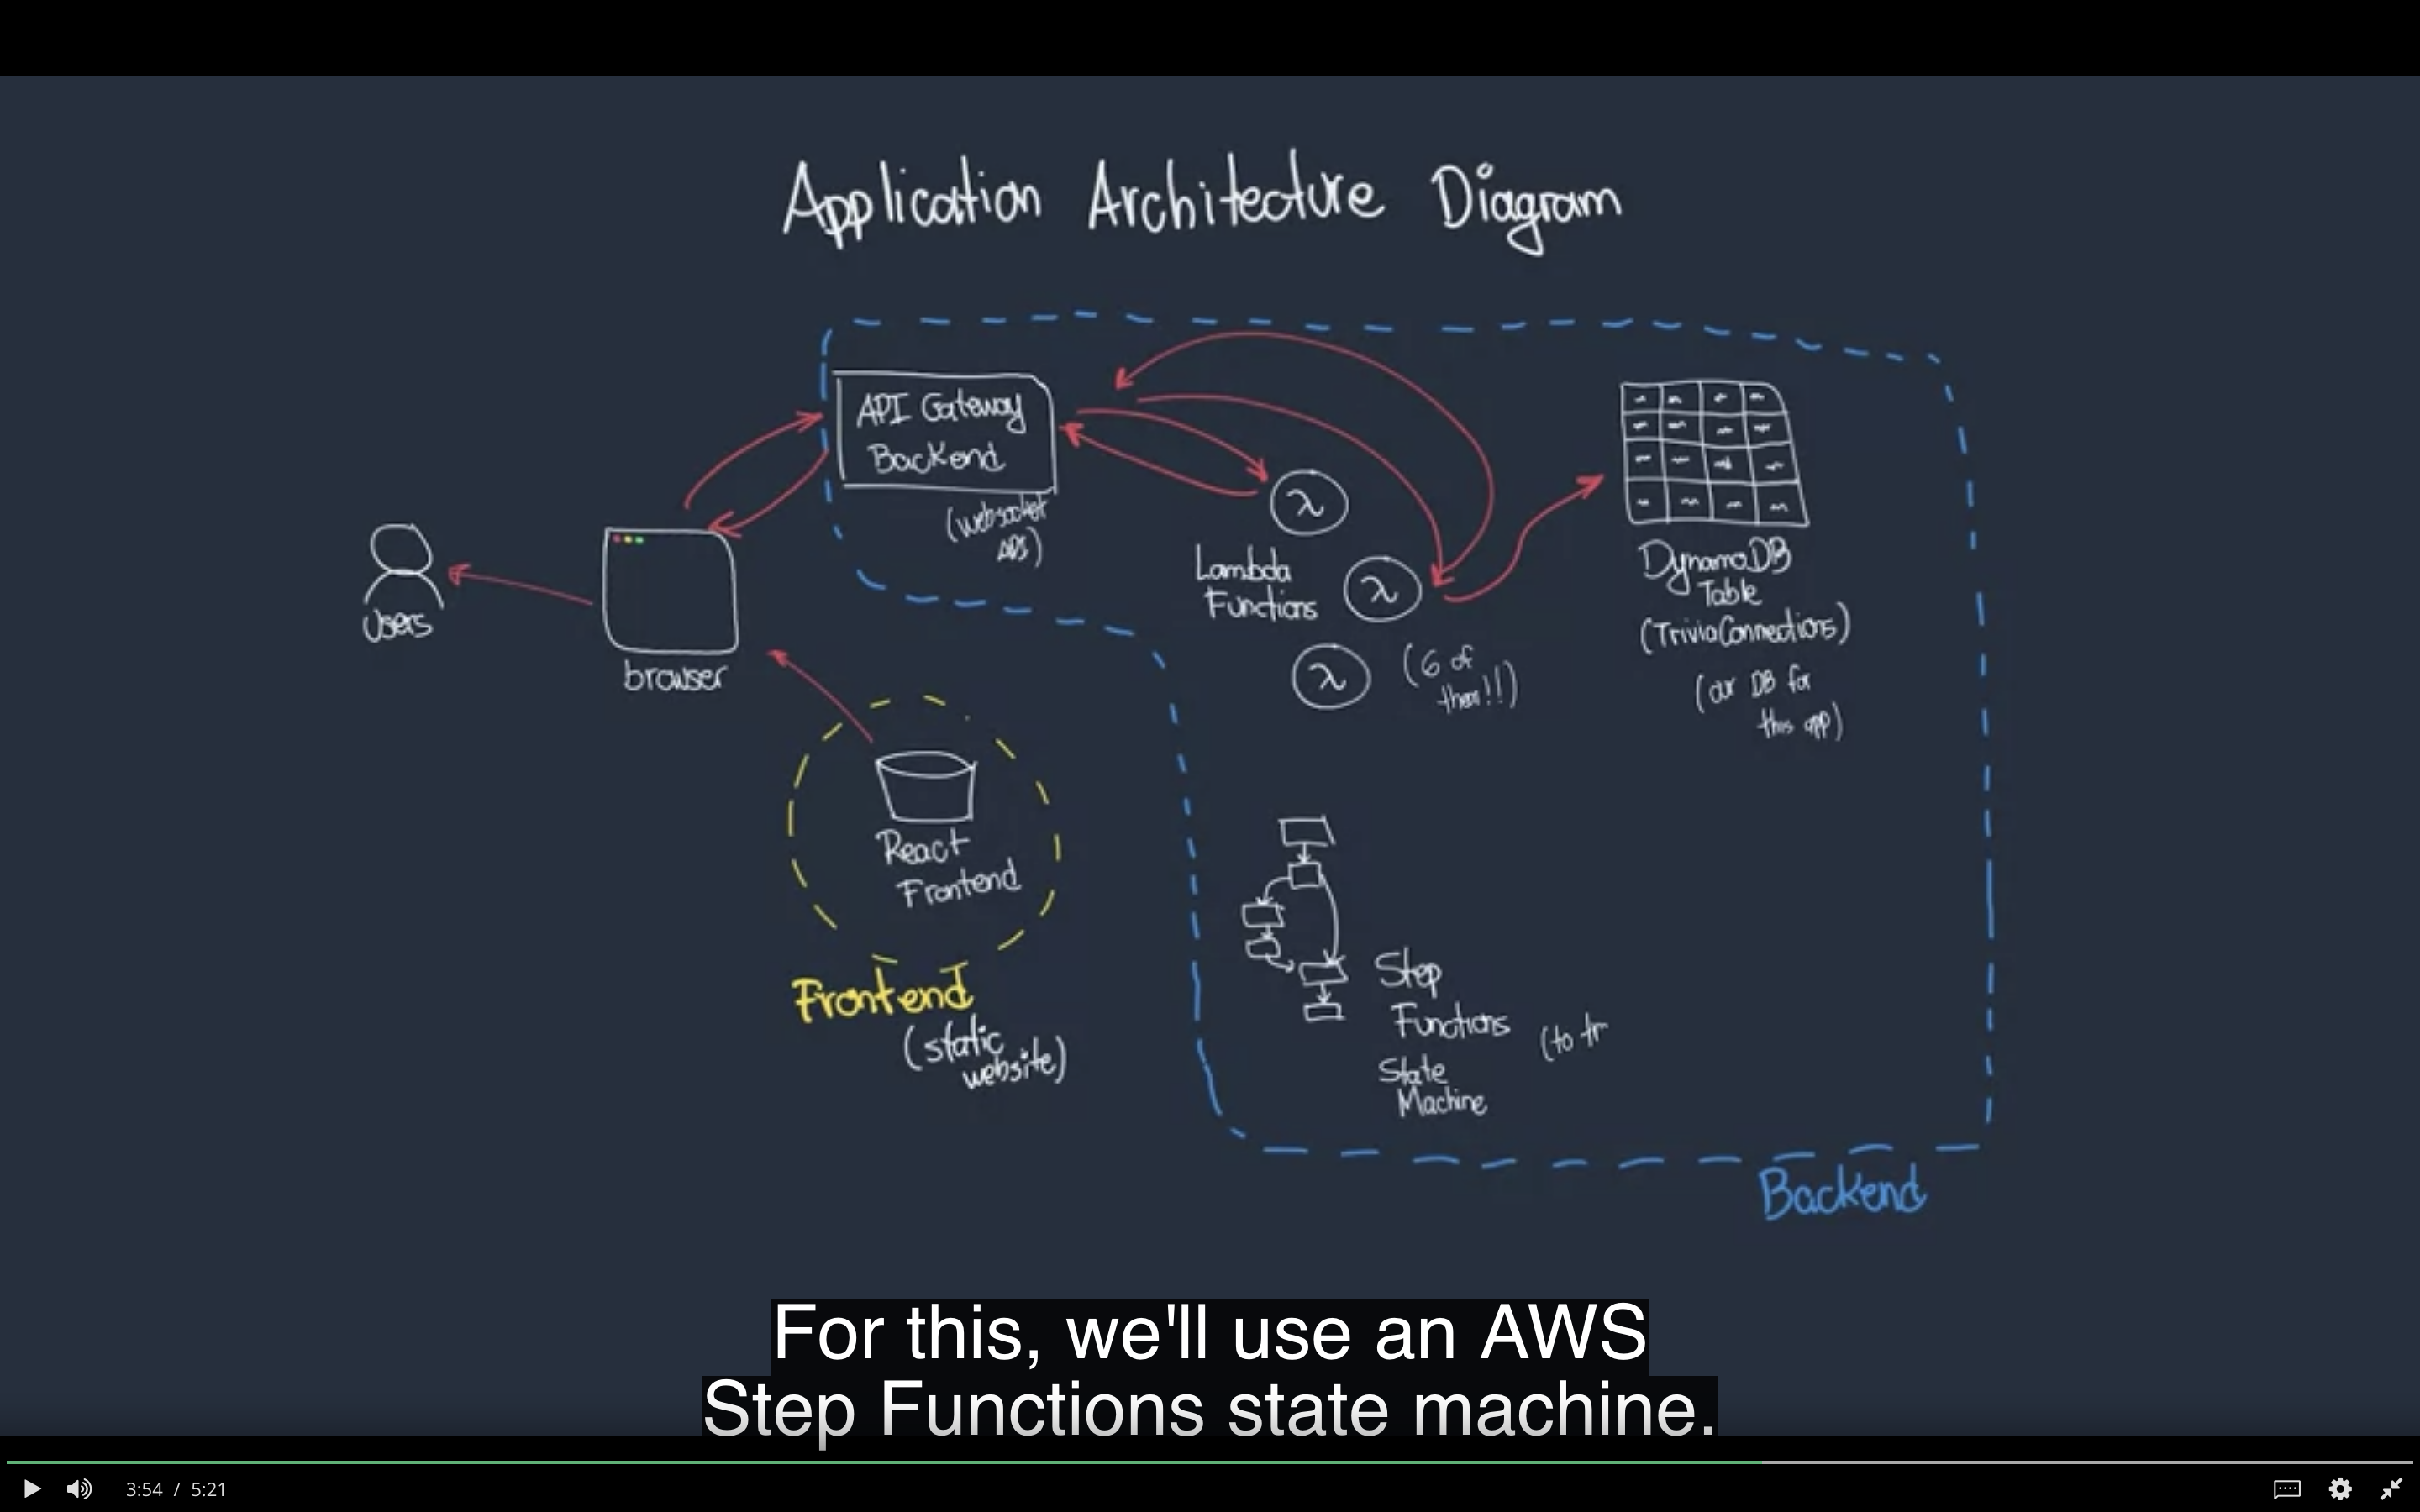 Application Architecture Diagram
API Gateway
Backend
(websocket
APIs)
Users
browser
λ
Lambda
Functions
λ
λ
(6 of
them!!)
DynamoDB
Table
(TriviaConnections)
(our DB for
this app)
React
Frontend
Frontend
(static
website)
Step
Functions
State
Machine
(to tr
Backend
For this, we'll use an AWS
Step Functions state machine.
3:54 / 5:21